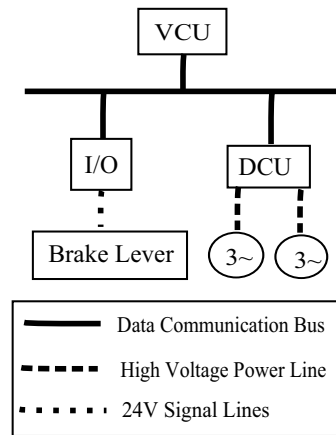 VCU
I/O
DCU
Brake Lever
3~
3~
Data Communication Bus
High Voltage Power Line
24V Signal Lines